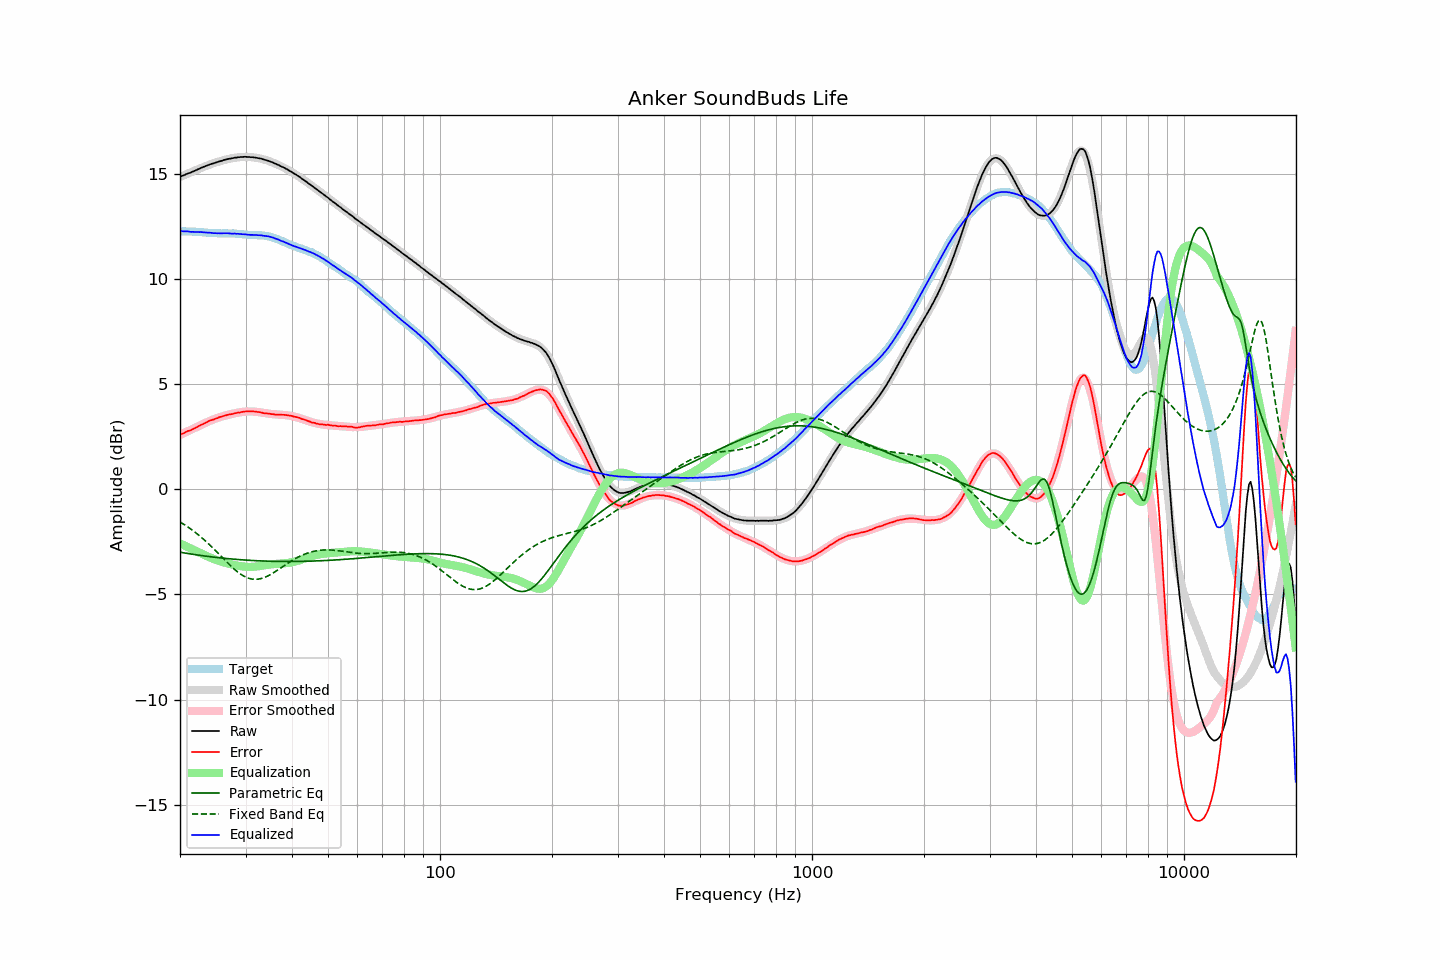 Anker SoundBuds Life
Amplitude (dBr)
15
10
5
0
−5
−10
−15
Target
Raw Smoothed
Error Smoothed
Raw
Error
Equalization
Parametric Eq
Fixed Band Eq
Equalized
100
1000
10000
Frequency (Hz)